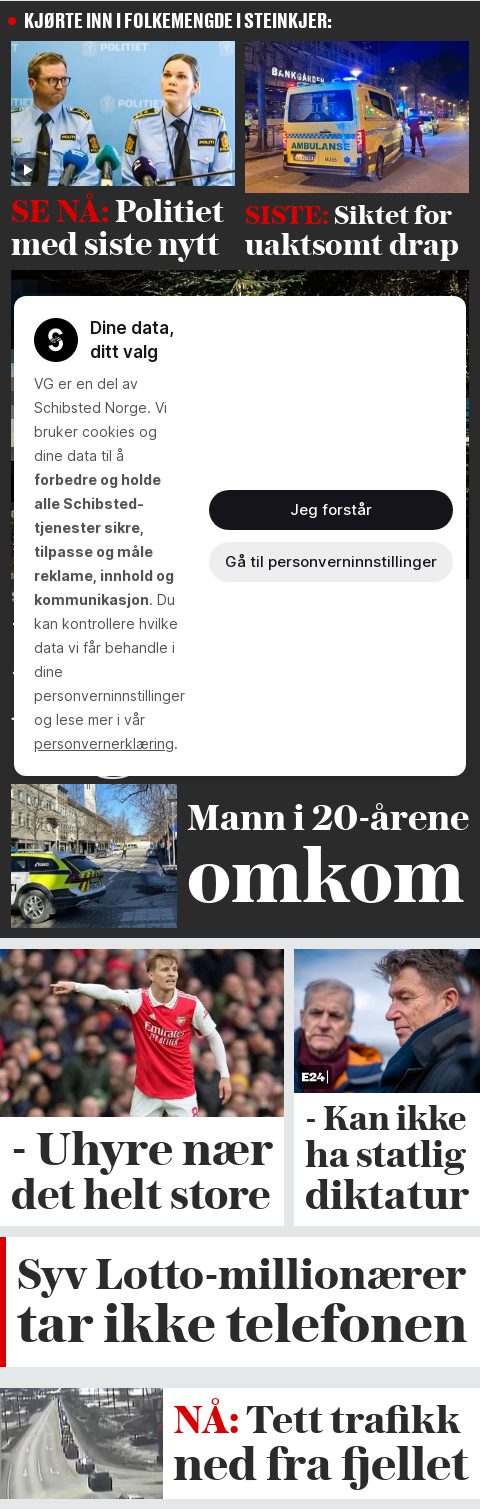 KJØRTE INN I FOLKEMENGDE I STEINKJER:
POLITIET
SE NÅ: Politiet
med siste nytt
BANKGÅRDEN
AMBULANSE
SISTE: Siktet for
uaktsomt drap
Dine data,
ditt valg
VG er en del av
Schibsted Norge. Vi
bruker cookies og
dine data til å
forbedre og holde
alle Schibsted-
tjenester sikre,
tilpasse og måle
reklame, innhold og
kommunikasjon. Du
kan kontrollere hvilke
data vi får behandle i
dine
personverninnstillinger
og lese mer i vår
personvernerklæring.
Jeg forstår
Gå til personverninnstillinger
Mann i 20-årene
omkom
Emirates
FLY BETTER
- Uhyre nær
det helt store
E24
- Kan ikke
ha statlig
diktatur
Syv Lotto-millionærer
tar ikke telefonen
NÅ: Tett trafikk
ned fra fjellet